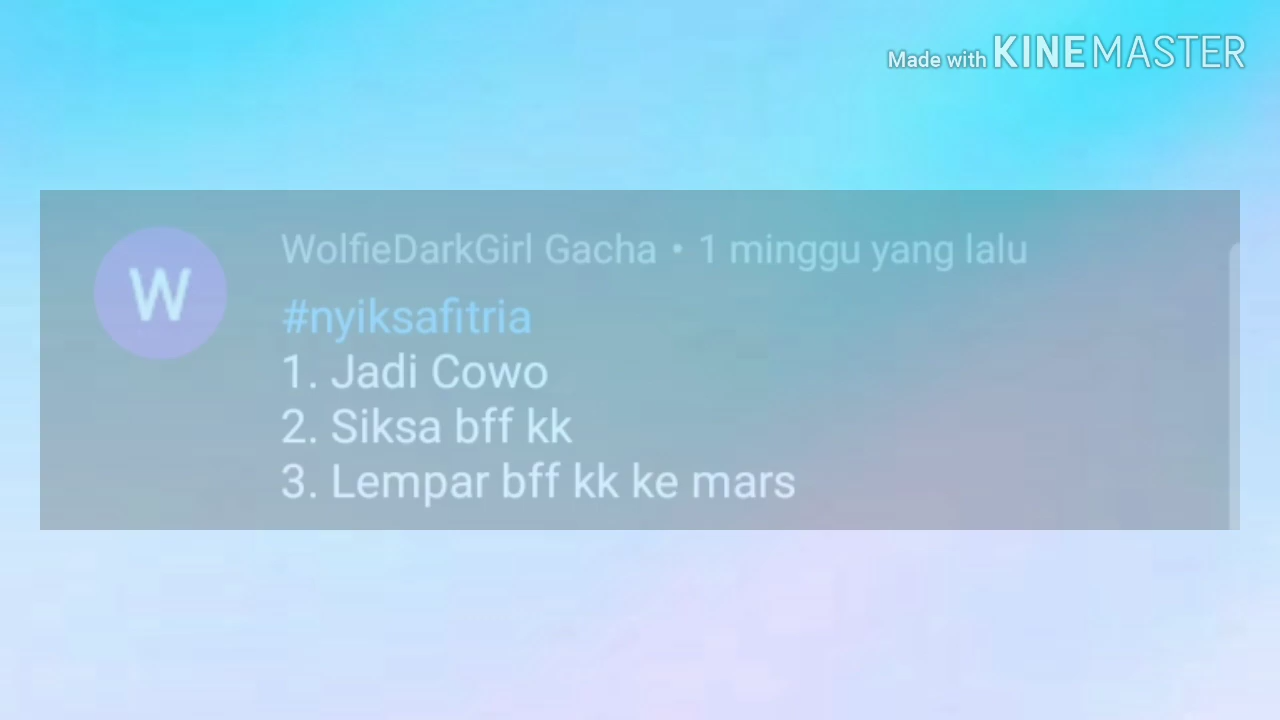 Made with KINEMASTER
W
WolfieDarkGirl Gacha • 1 minggu yang lalu
#nyiksafitria
1. Jadi Cowo
2. Siksa bff kk
3. Lempar bff kk ke mars